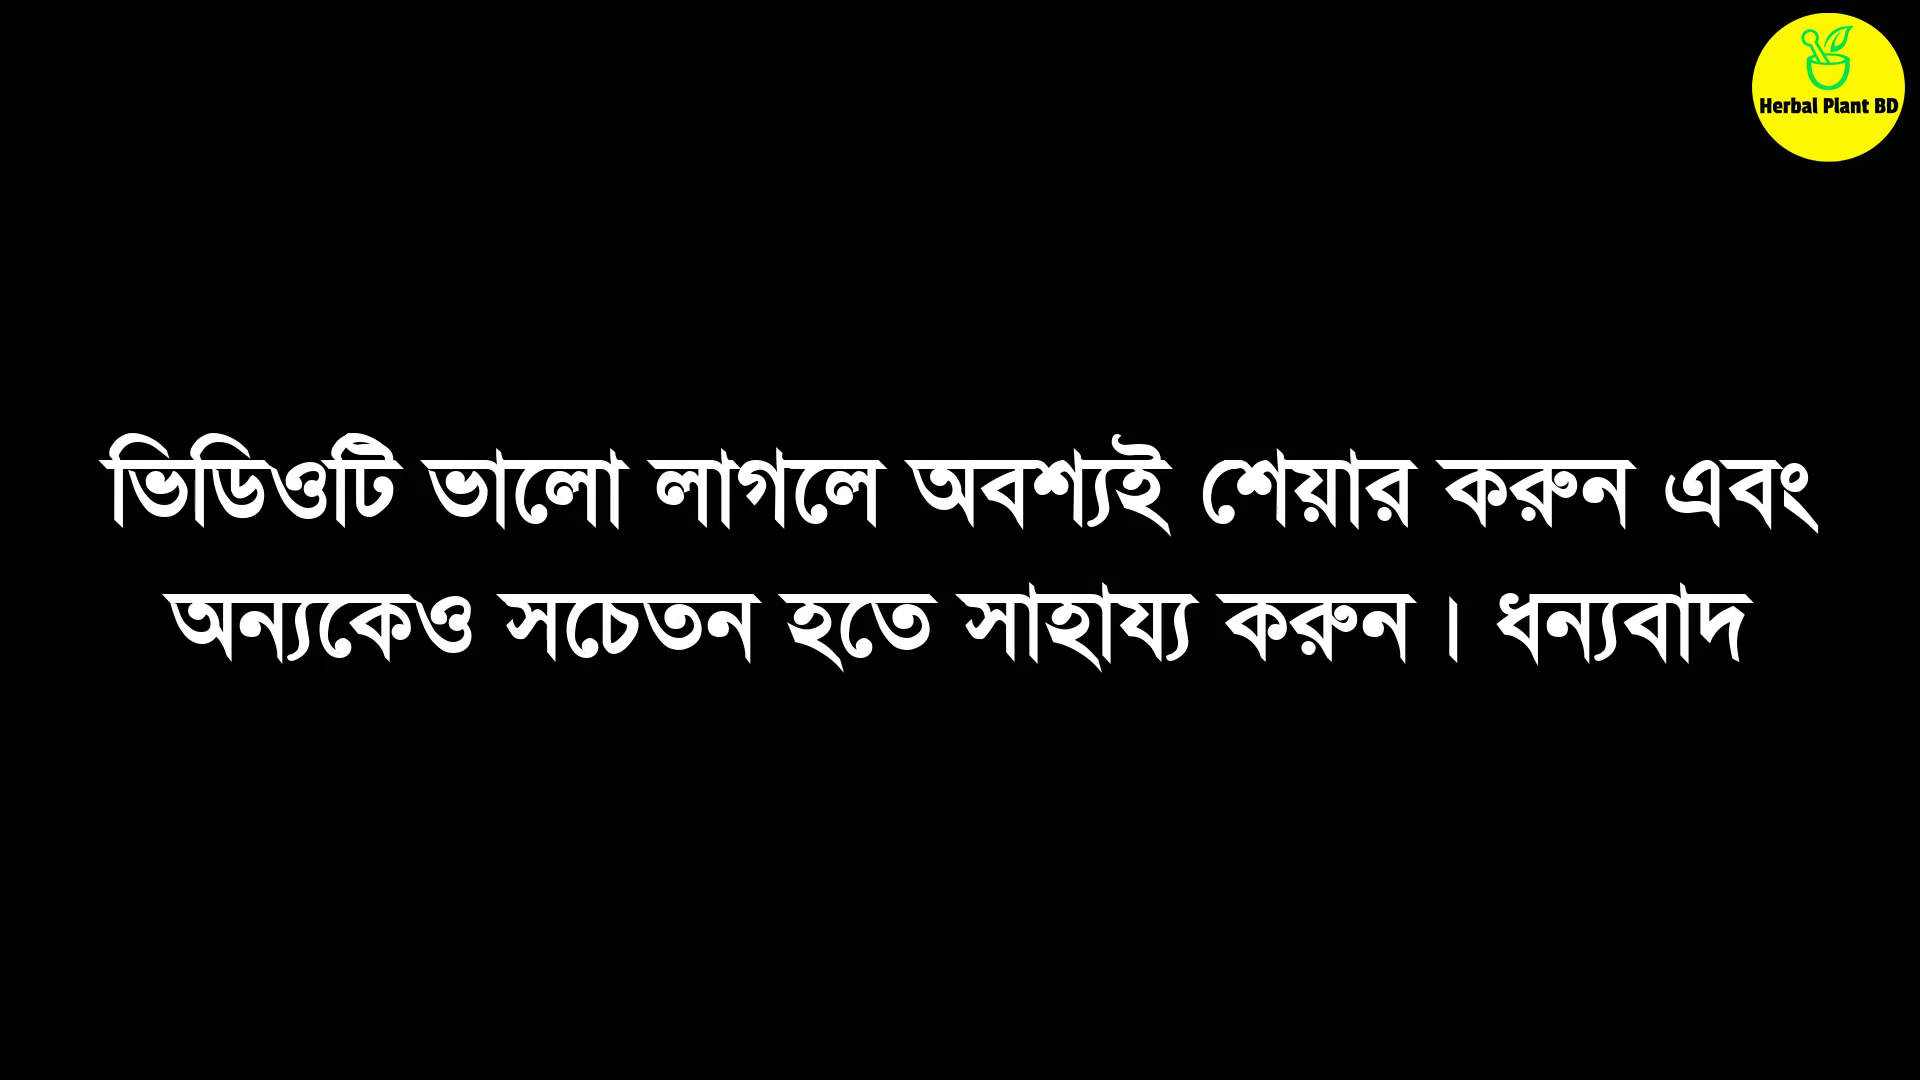 Herbal Plant BD
ভিডিওটি ভালো লাগলে অবশ্যই শেয়ার করুন এবং
অন্যকেও সচেতন হতে সাহায্য করুন। ধন্যবাদ